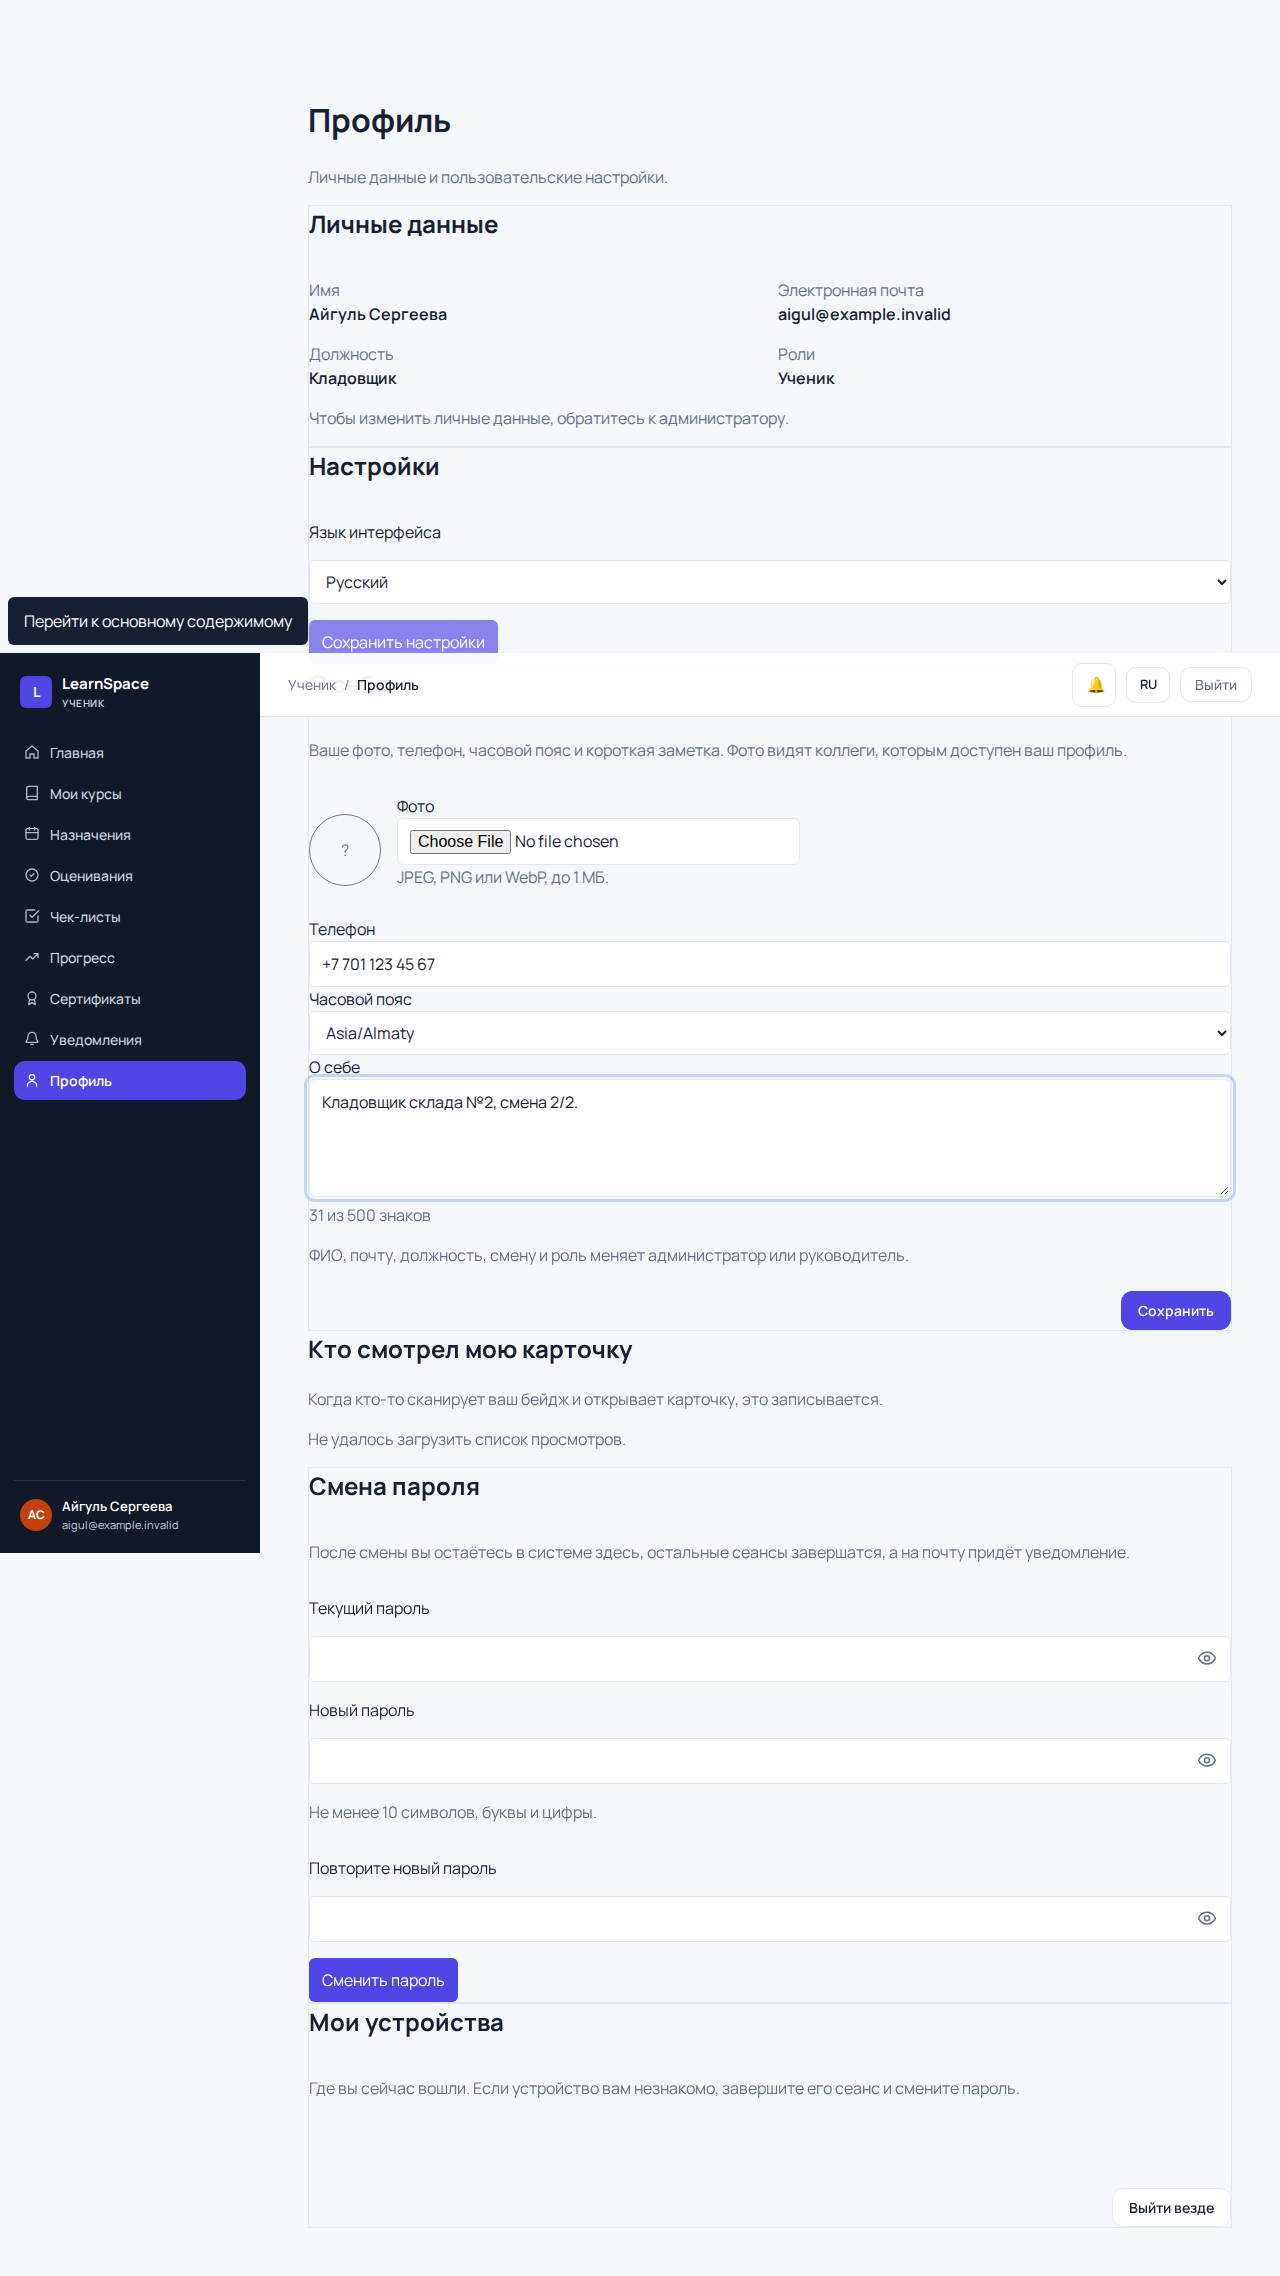 Профиль
Личные данные и пользовательские настройки.
Личные данные
Имя
Айгуль Сергеева
Электронная почта
aigul@example.invalid
Должность
Кладовщик
Роли
Ученик
Чтобы изменить личные данные, обратитесь к администратору.
Настройки
Язык интерфейса
Русский
Перейти к основному содержимому
Сохранить настройки
L
LearnSpace
УЧЕНИК
Главная
Мои курсы
Назначения
Оценивания
Чек-листы
Прогресс
Сертификаты
Уведомления
Профиль
АС
Айгуль Сергеева
aigul@example.invalid
Ученик / Профиль
RU
Выйти
Ваше фото, телефон, часовой пояс и короткая заметка. Фото видят коллеги, которым доступен ваш профиль.
?
Фото
Choose File No file chosen
JPEG, PNG или WebP, до 1 МБ.
Телефон
+7 701 123 45 67
Часовой пояс
Asia/Almaty
О себе
Кладовщик склада №2, смена 2/2.
31 из 500 знаков
ФИО, почту, должность, смену и роль меняет администратор или руководитель.
Сохранить
Кто смотрел мою карточку
Когда кто-то сканирует ваш бейдж и открывает карточку, это записывается.
Не удалось загрузить список просмотров.
Смена пароля
После смены вы остаётесь в системе здесь, остальные сеансы завершатся, а на почту придёт уведомление.
Текущий пароль
Новый пароль
Не менее 10 символов, буквы и цифры.
Повторите новый пароль
Сменить пароль
Мои устройства
Где вы сейчас вошли. Если устройство вам незнакомо, завершите его сеанс и смените пароль.
Выйти везде